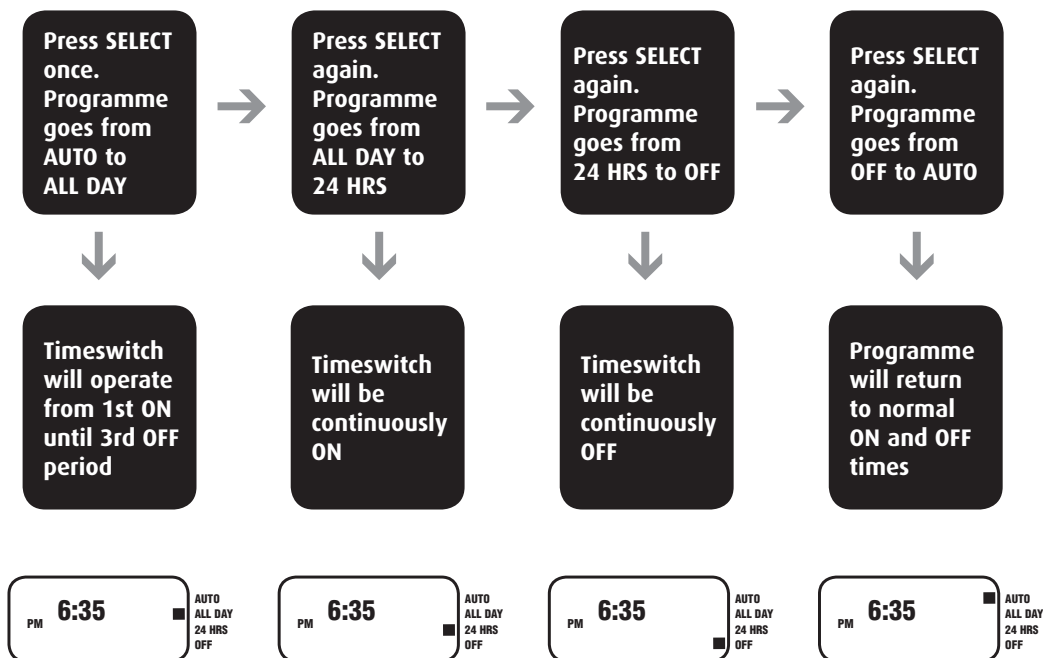 Press SELECT
once.
Programme
goes from
AUTO to
ALL DAY
Press SELECT
again.
Programme
goes from
ALL DAY to
24 HRS
Press SELECT
again.
Programme
goes from
24 HRS to OFF
Press SELECT
again.
Programme
goes from
OFF to AUTO
Timeswitch
will operate
from 1st ON
until 3rd OFF
period
Timeswitch
will be
continuously
ON
Timeswitch
will be
continuously
OFF
Programme
will return
to normal
ON and OFF
times
PM 6:35
AUTO
ALL DAY
24 HRS
OFF
PM 6:35
AUTO
ALL DAY
24 HRS
OFF
PM 6:35
AUTO
ALL DAY
24 HRS
OFF
PM 6:35
AUTO
ALL DAY
24 HRS
OFF